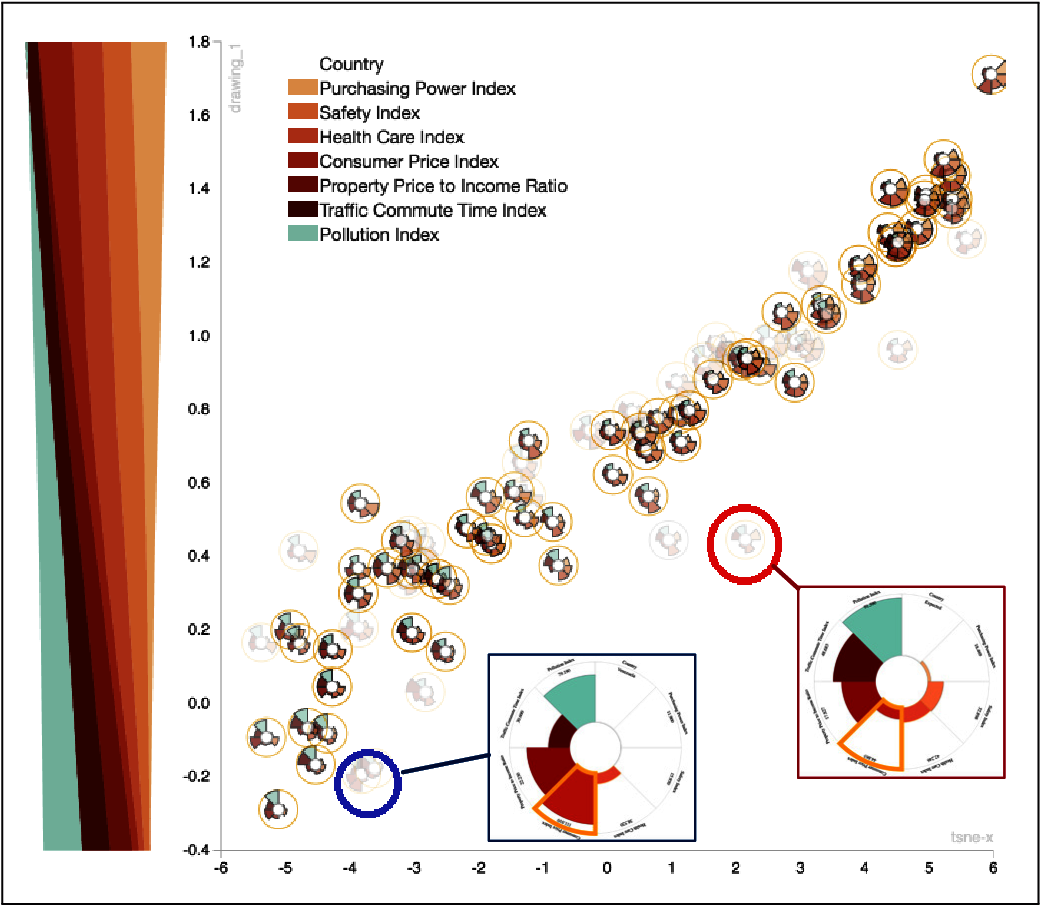 1.8
drawing_1
1.6
1.4
1.2
1.0
0.8
0.6
0.4
0.2
0.0
-0.2
-0.4
Country
Purchasing Power Index
Safety Index
Health Care Index
Consumer Price Index
Property Price to Income Ratio
Traffic Commute Time Index
Pollution Index
Pollution Index
Country
Expected
Purchasing Power Index
Safety Index
Health Care Index
Consumer Price Index
Property Price to Income Ratio
Traffic Commute Time Index
Pollution Index
Country
Venezuela
Purchasing Power Index
Safety Index
Health Care Index
Consumer Price Index
Property Price to Income Ratio
Traffic Commute Time Index
tsne-x
-6
-5
-4
-3
-2
-1
0
1
2
3
4
5
6